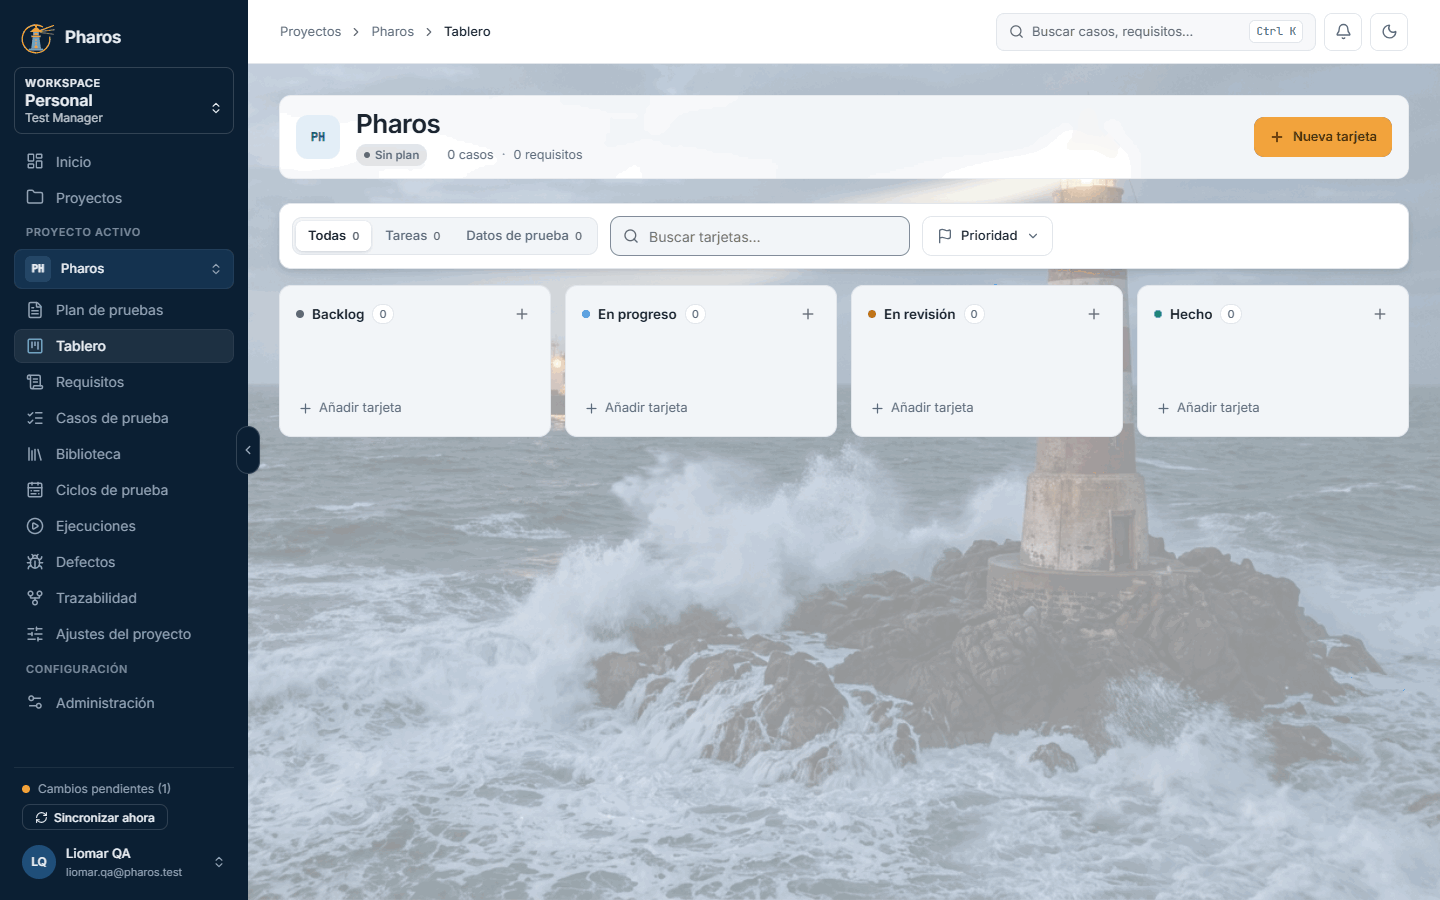 Pharos
WORKSPACE
Personal
Test Manager
Inicio
Proyectos
PROYECTO ACTIVO
PH Pharos
Plan de pruebas
Tablero
Requisitos
Casos de prueba
Biblioteca
Ciclos de prueba
Ejecuciones
Defectos
Trazabilidad
Ajustes del proyecto
CONFIGURACIÓN
Administración
Cambios pendientes (1)
Sincronizar ahora
LQ
Liomar QA
liomar.qa@pharos.test
Proyectos > Pharos > Tablero
Buscar casos, requisitos... Ctrl K
PH
Pharos
Sin plan 0 casos · 0 requisitos
+ Nueva tarjeta
Todas 0 Tareas 0 Datos de prueba 0
Buscar tarjetas...
Prioridad
Backlog 0 +
+ Añadir tarjeta
En progreso 0 +
+ Añadir tarjeta
En revisión 0 +
+ Añadir tarjeta
Hecho 0 +
+ Añadir tarjeta